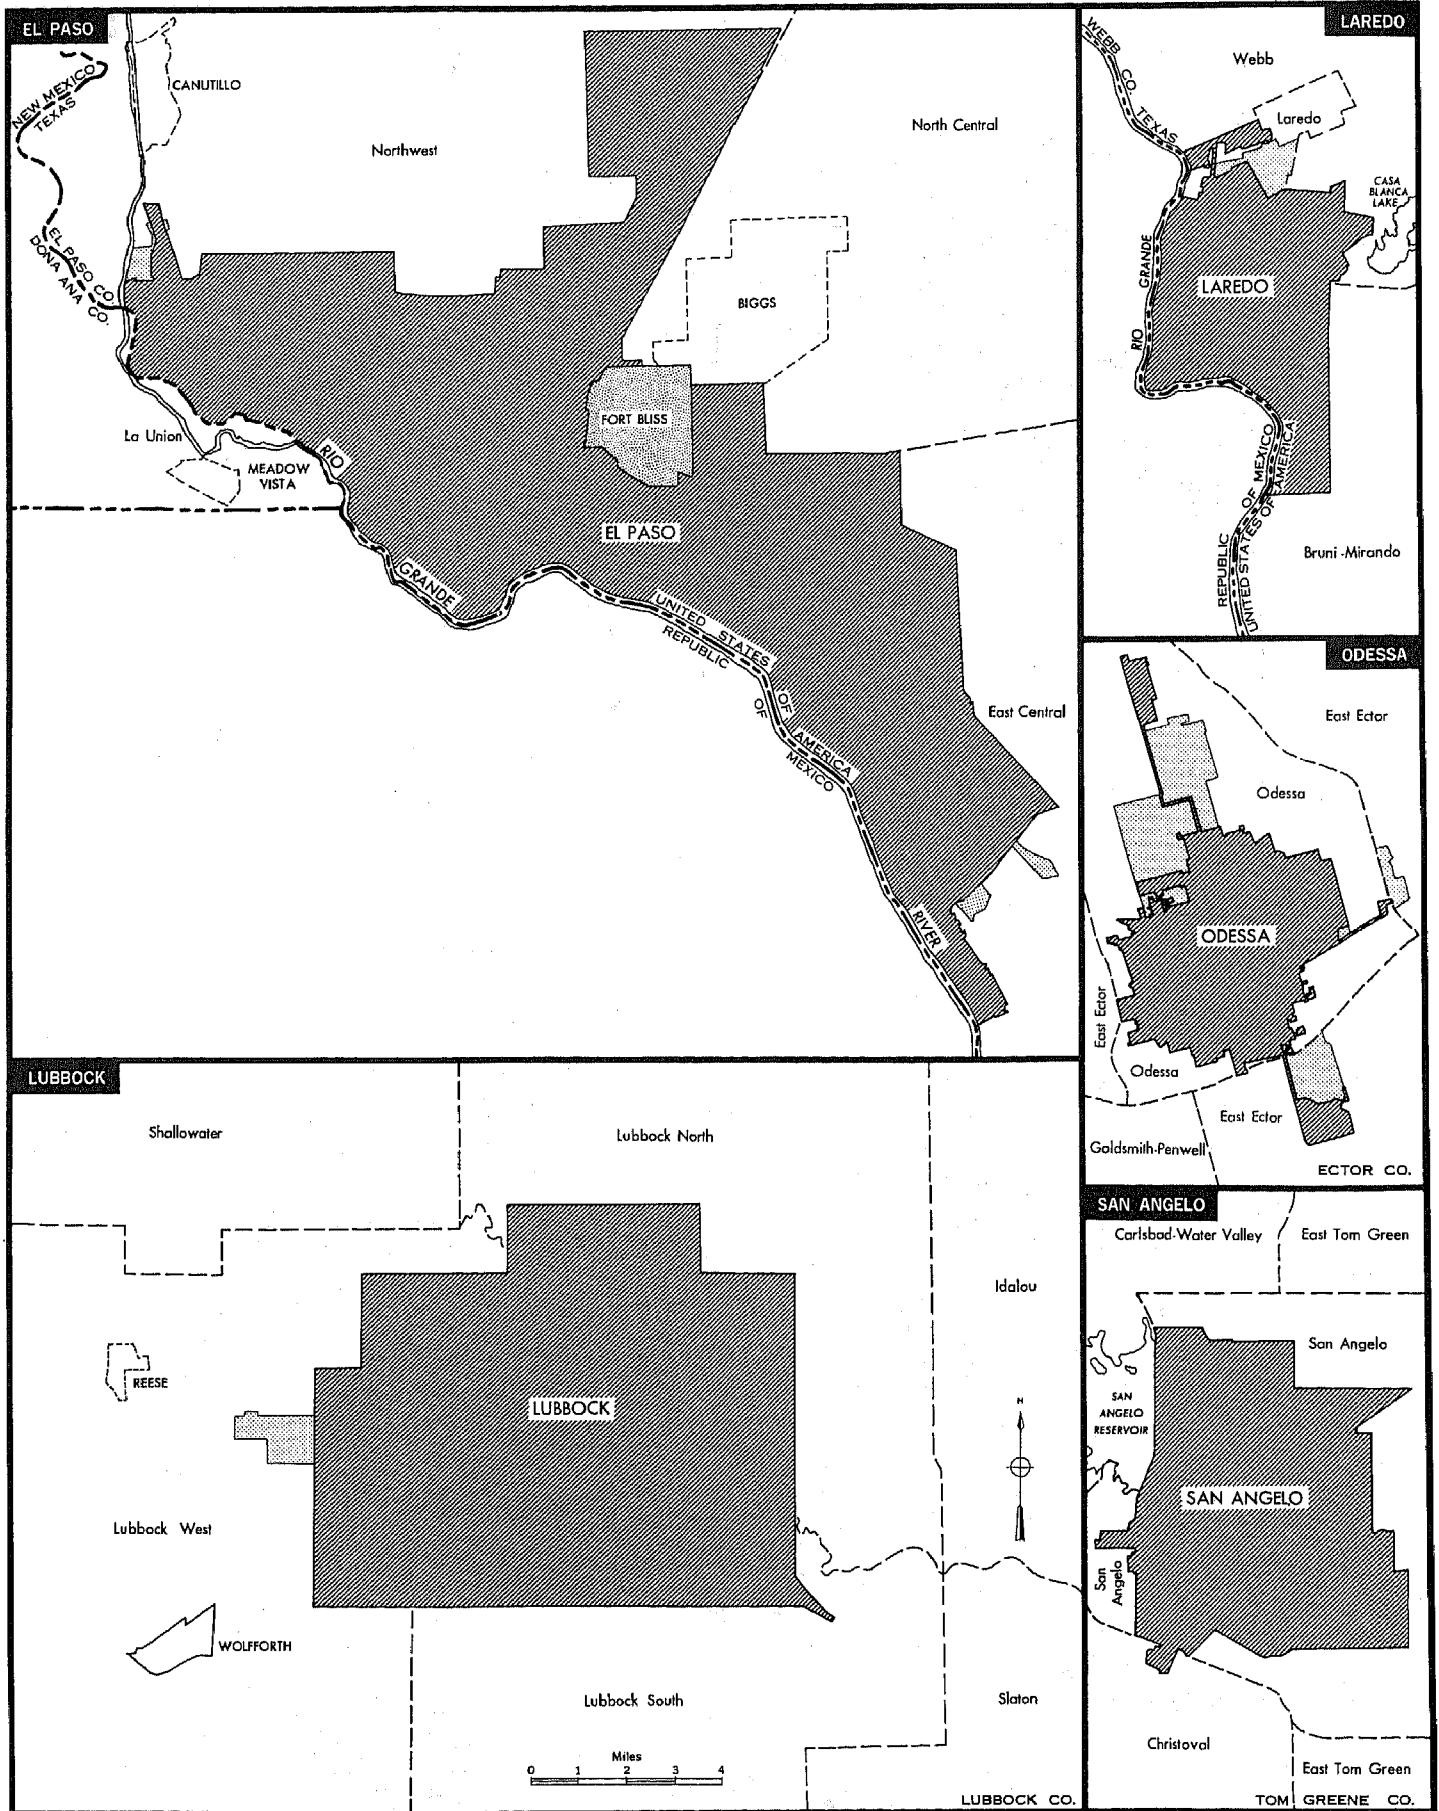 EL PASO
NEW MEXICO
TEXAS
CANUTILLO
Northwest
North Central
EL PASO CO.
DONA ANA CO.
BIGGS
FORT BLISS
La Union
MEADOW
VISTA
RIO
GRANDE
EL PASO
UNITED STATES
REPUBLIC
OF
OF
AMERICA
MEXICO
RIVER
East Central
LAREDO
WEBB CO. TEXAS
Webb
Laredo
CASA
BLANCA
LAKE
RIO GRANDE
LAREDO
REPUBLIC OF MEXICO
UNITED STATES OF AMERICA
Bruni-Mirando
ODESSA
East Ector
Odessa
ODESSA
East Ector
Odessa
East Ector
Goldsmith-Penwell
ECTOR CO.
LUBBOCK
Shallowater
Lubbock North
Idalou
REESE
LUBBOCK
N
Lubbock West
WOLFFORTH
Lubbock South
Slaton
Miles
0 1 2 3 4
LUBBOCK CO.
SAN ANGELO
Carlsbad-Water Valley
East Tom Green
San Angelo
SAN
ANGELO
RESERVOIR
SAN ANGELO
San
Angelo
Christoval
East Tom Green
TOM GREENE CO.